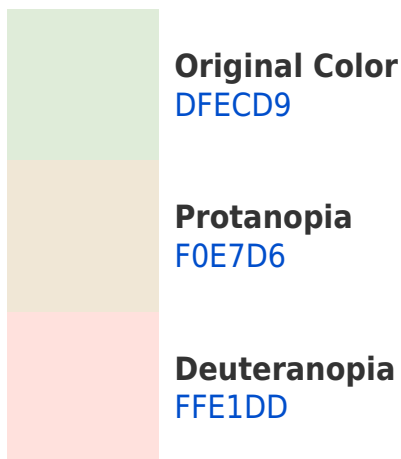 Original Color
DFECD9
Protanopia
F0E7D6
Deuteranopia
FFE1DD